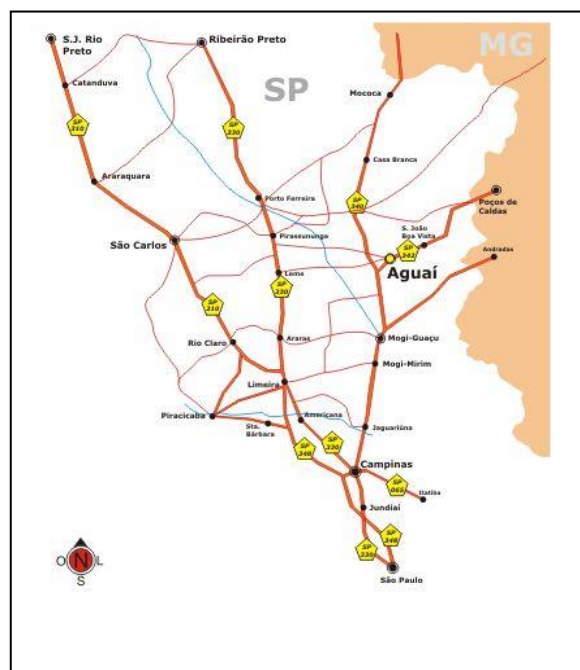 S.J. Rio
Preto
Ribeirão Preto
MG
SP
Catanduva
Mococa
SP
310
SP
330
Casa Branca
Araraquara
Poços de
Caldas
Porto Ferreira
SP
340
S. João
Boa Vista
Pirassununga
São Carlos
SP
342
Andradas
Aguaí
Leme
SP
330
SP
310
Mogi-Guaçu
Rio Claro
Araras
Mogi-Mirim
Limeira
Piracicaba
Americana
Sta.
Bárbara
Jaguariúna
SP
330
SP
348
Campinas
SP
065
Itatiba
Jundiaí
SP
348
SP
330
São Paulo
O
N
L
S